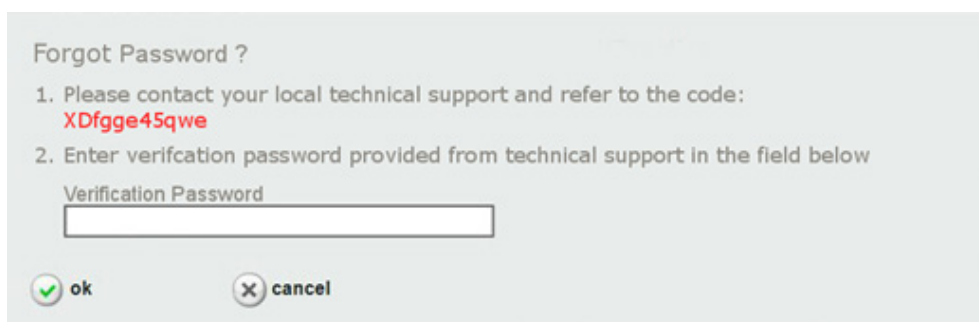 Forgot Password ?
1. Please contact your local technical support and refer to the code:
XDfgge45qwe
2. Enter verifcation password provided from technical support in the field below
Verification Password
ok
cancel